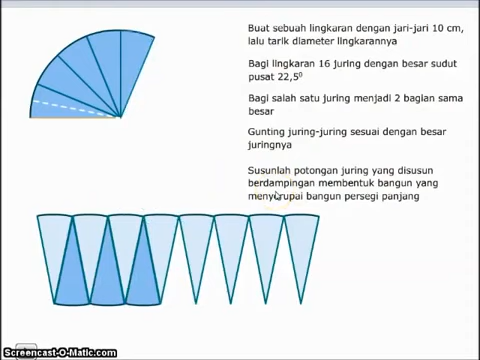 Buat sebuah lingkaran dengan jari-jari 10 cm,
lalu tarik diameter lingkarannya
Bagi lingkaran 16 juring dengan besar sudut
pusat 22,5⁰
Bagi salah satu juring menjadi 2 bagian sama
besar
Gunting juring-juring sesuai dengan besar
juringnya
Susunlah potongan juring yang disusun
berdampingan membentuk bangun yang
menyerupai bangun persegi panjang
Screencast-O-Matic.com